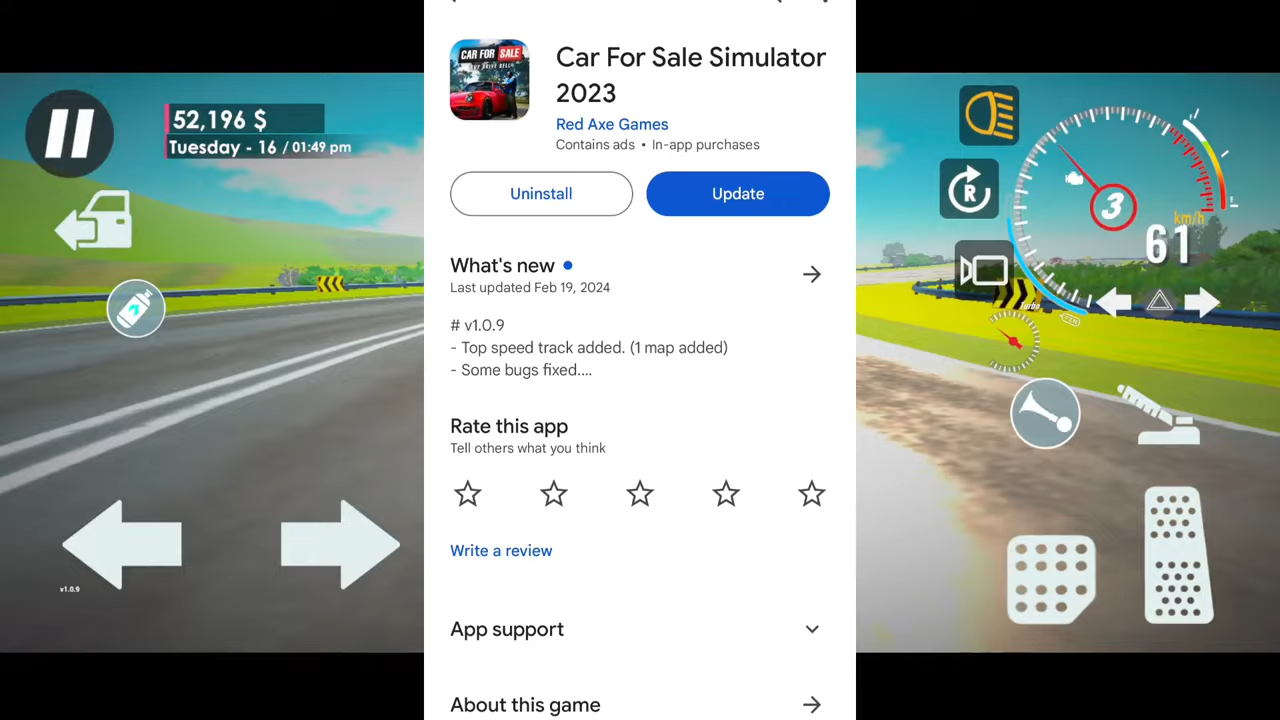 52,196 $
Tuesday - 16 / 01:49 pm
v1.0.9
CAR FOR SALE
Car For Sale Simulator
2023
Red Axe Games
Contains ads • In-app purchases
Uninstall
Update
What's new
Last updated Feb 19, 2024
# v1.0.9
- Top speed track added. (1 map added)
- Some bugs fixed....
Rate this app
Tell others what you think
Write a review
App support
About this game
R
3
km/h
61
Turbo